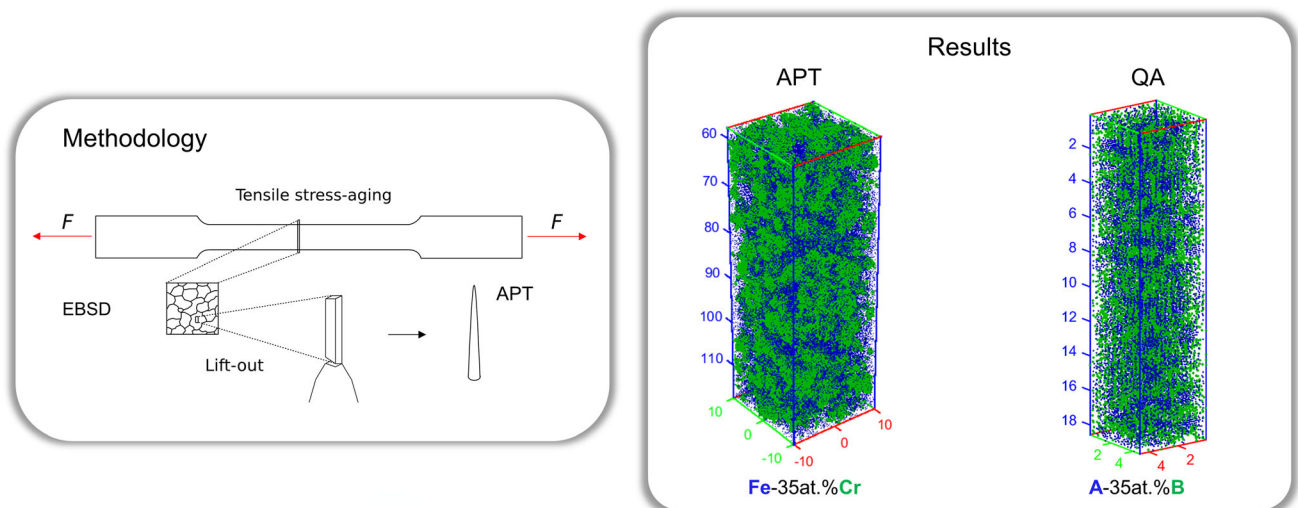 Methodology
Tensile stress-aging
F
F
EBSD
APT
Lift-out
Results
APT
60
70
80
90
100
110
10
0
-10
-10
0
10
Fe-35at.%Cr
QA
2
4
6
8
10
12
14
16
18
2
4
4
2
A-35at.%B